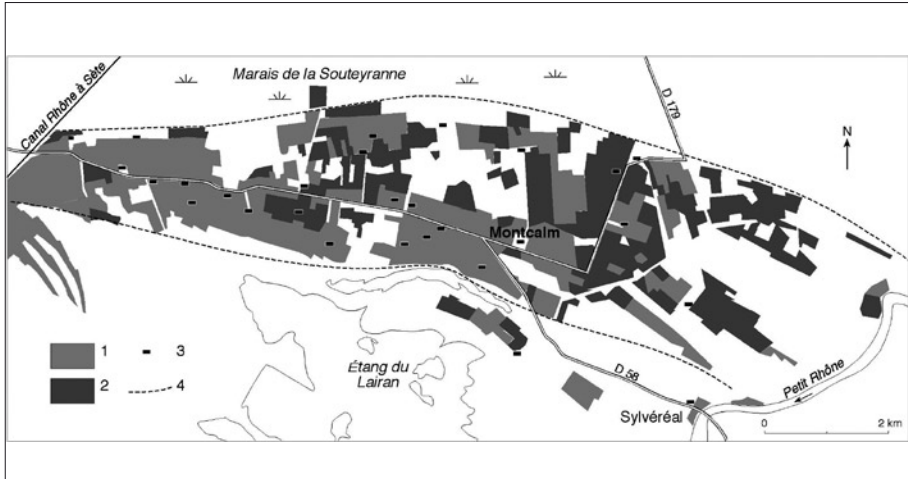 Marais de la Souteyranne
Canal Rhône à Sète
D 179
N
Montcalm
1
3
2
4
Étang du
Lairan
D 58
Petit Rhône
Sylvéréal
0
2 km